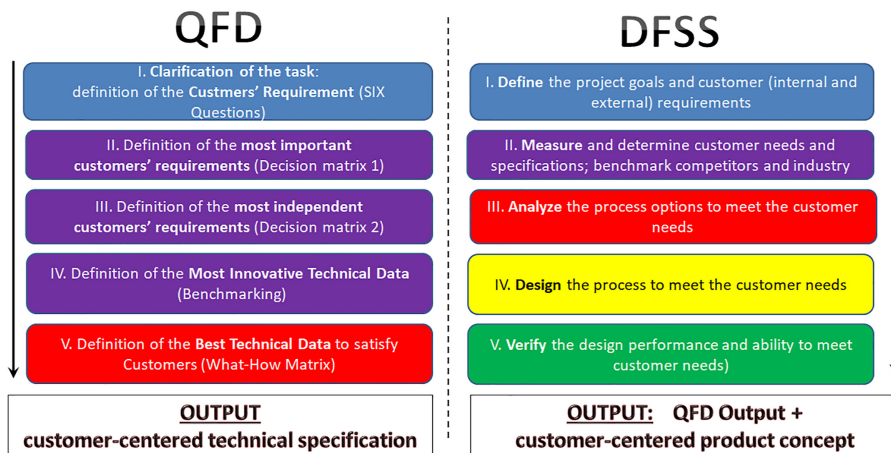 QFD
I. Clarification of the task:
definition of the Custmers' Requirement (SIX
Questions)
II. Definition of the most important
customers' requirements (Decision matrix 1)
III. Definition of the most independent
customers' requirements (Decision matrix 2)
IV. Definition of the Most Innovative Technical Data
(Benchmarking)
V. Definition of the Best Technical Data to satisfy
Customers (What-How Matrix)
OUTPUT
customer-centered technical specification
DFSS
I. Define the project goals and customer (internal and
external) requirements
II. Measure and determine customer needs and
specifications; benchmark competitors and industry
III. Analyze the process options to meet the customer
needs
IV. Design the process to meet the customer needs
V. Verify the design performance and ability to meet
customer needs)
OUTPUT: QFD Output +
customer-centered product concept